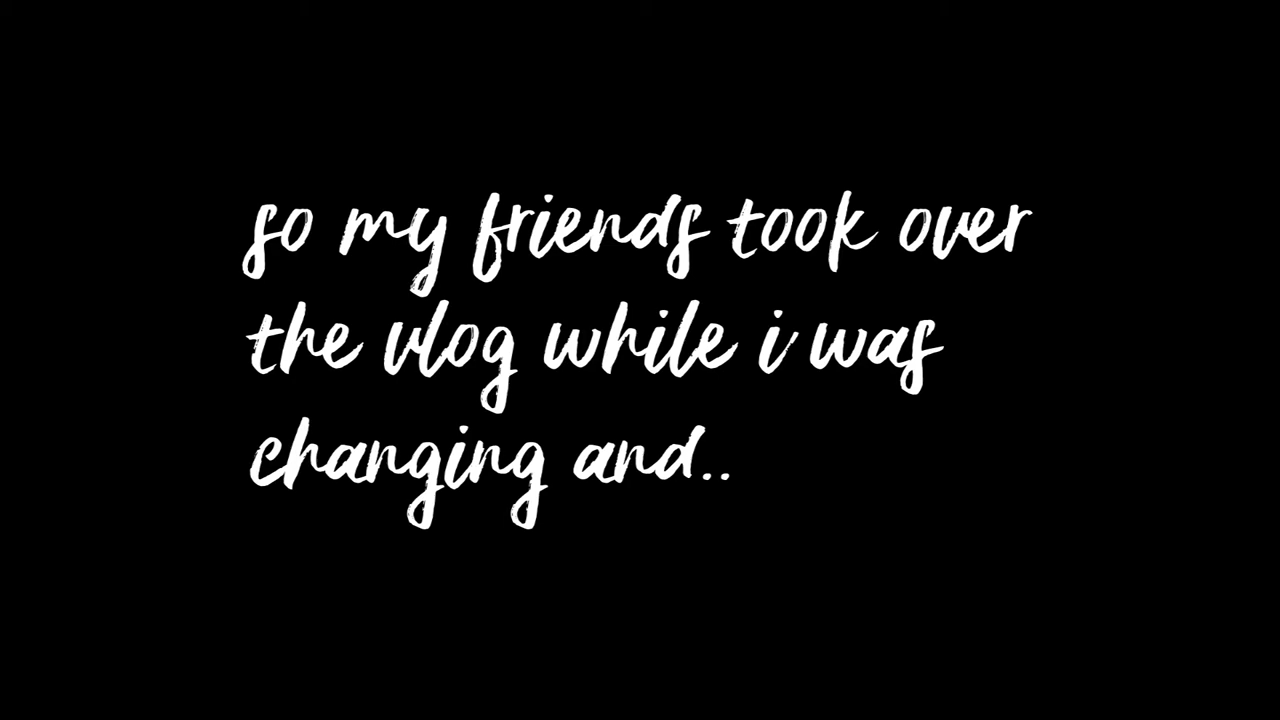 so my friends took over
the vlog while i was
changing and..